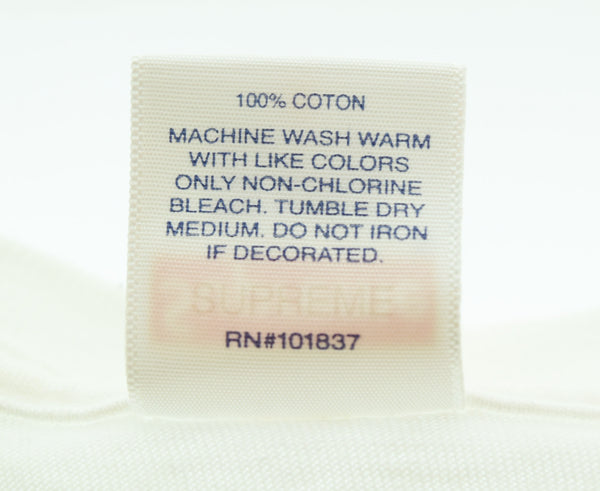 100% COTON
MACHINE WASH WARM
WITH LIKE COLORS
ONLY NON-CHLORINE
BLEACH. TUMBLE DRY
MEDIUM. DO NOT IRON
IF DECORATED.
SUPREME
RN#101837